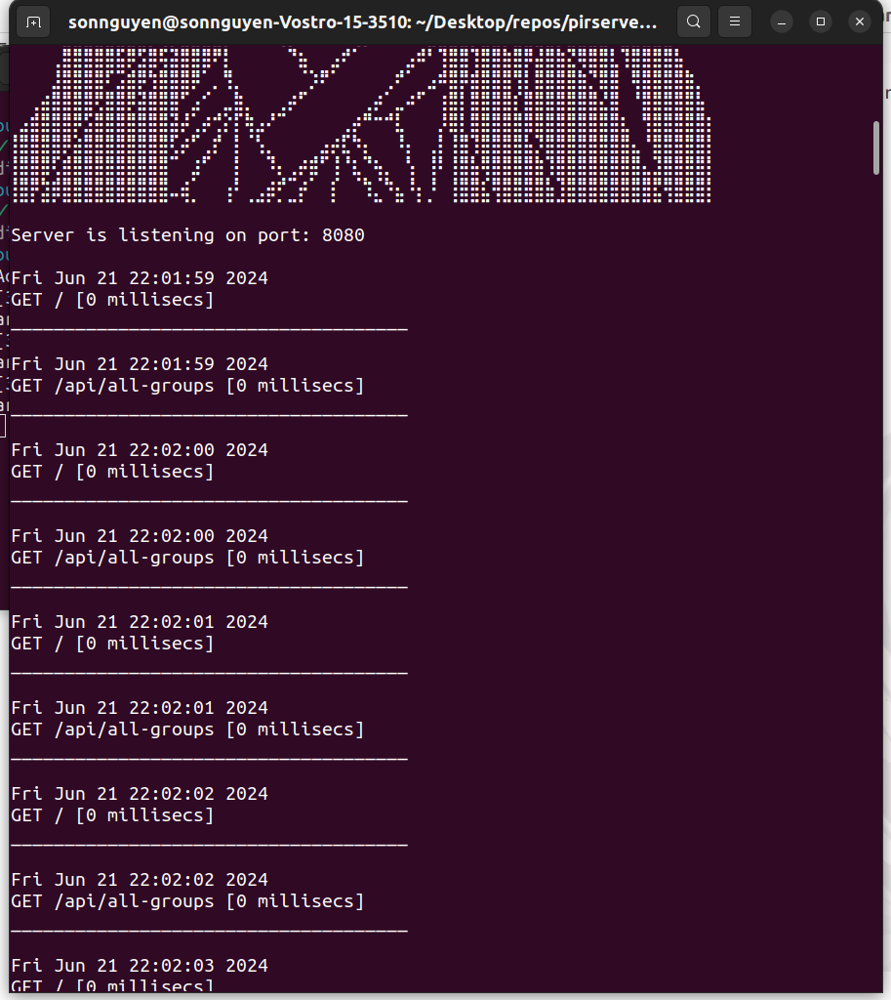 sonnguyen@sonnguyen-Vostro-15-3510: ~/Desktop/repos/pirserve...
Server is listening on port: 8080
Fri Jun 21 22:01:59 2024
GET / [0 millisecs]
_____________________________________
Fri Jun 21 22:01:59 2024
GET /api/all-groups [0 millisecs]
_____________________________________
Fri Jun 21 22:02:00 2024
GET / [0 millisecs]
_____________________________________
Fri Jun 21 22:02:00 2024
GET /api/all-groups [0 millisecs]
_____________________________________
Fri Jun 21 22:02:01 2024
GET / [0 millisecs]
_____________________________________
Fri Jun 21 22:02:01 2024
GET /api/all-groups [0 millisecs]
_____________________________________
Fri Jun 21 22:02:02 2024
GET / [0 millisecs]
_____________________________________
Fri Jun 21 22:02:02 2024
GET /api/all-groups [0 millisecs]
_____________________________________
Fri Jun 21 22:02:03 2024
GET / [0 millisecs]